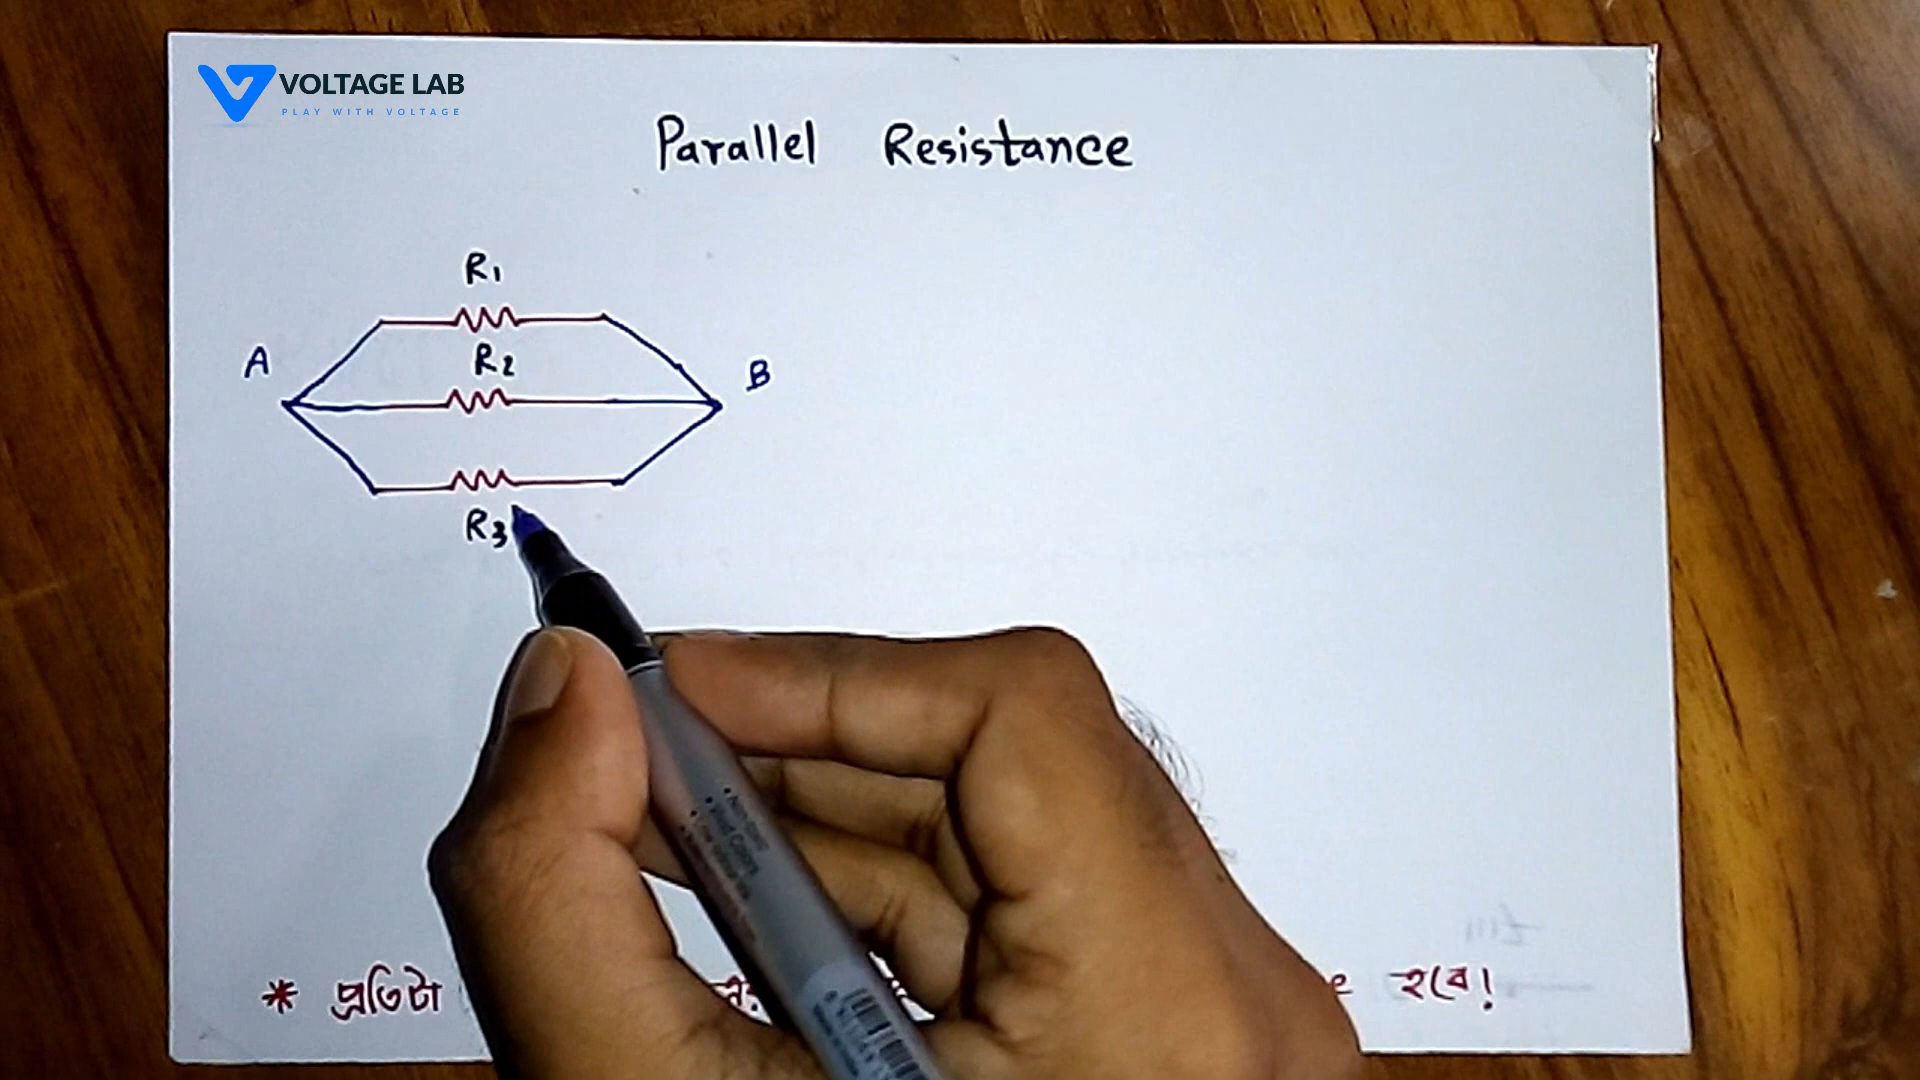 VOLTAGE LAB
PLAY WITH VOLTAGE
Parallel Resistance
R1
A
R2
B
R3
* প্রতিটা
হবে!